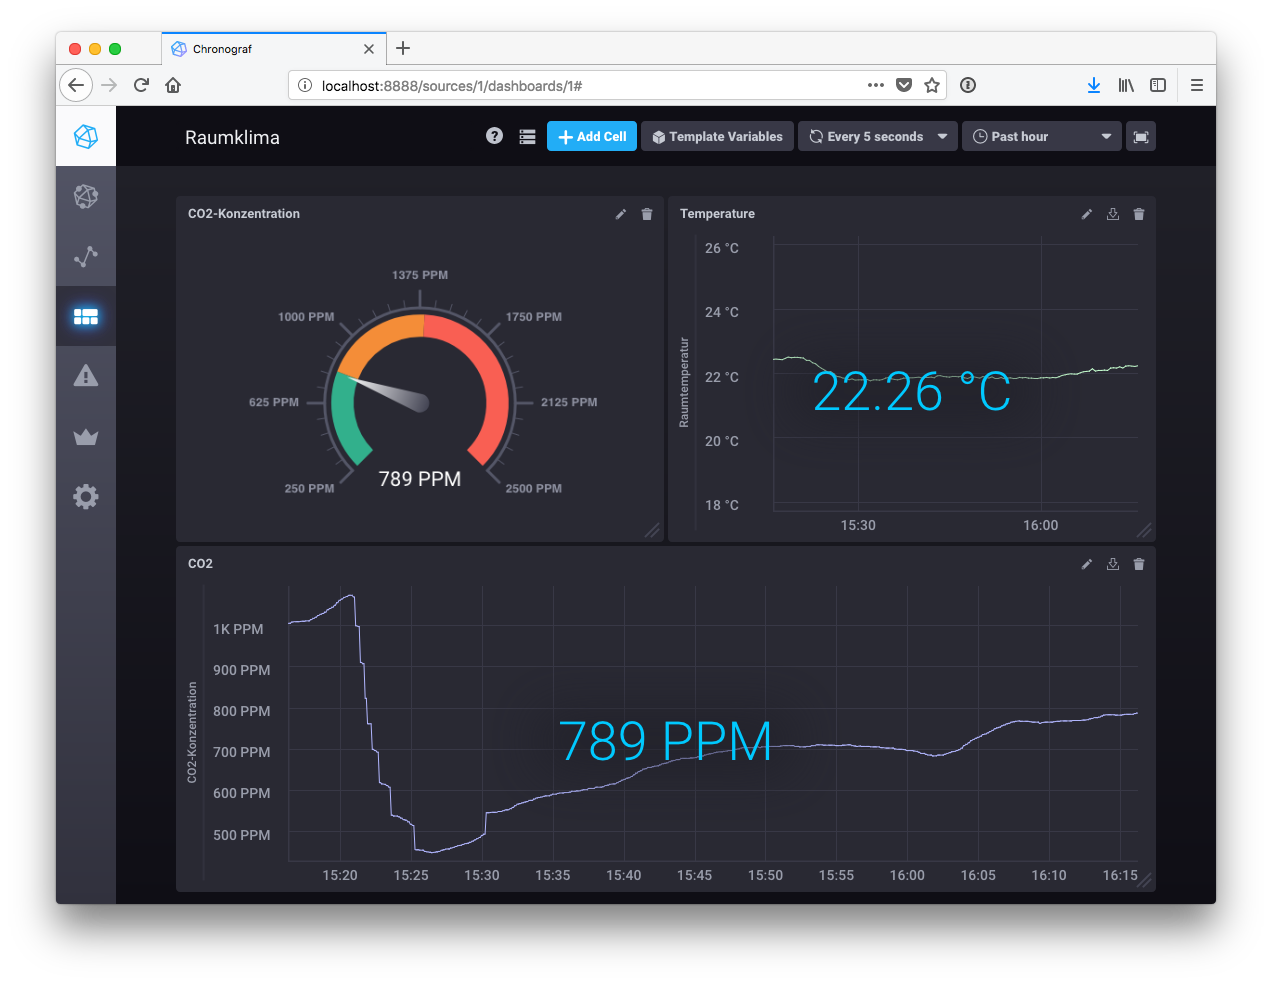 Chronograf
localhost:8888/sources/1/dashboards/1#
Raumklima
Add Cell
Template Variables
Every 5 seconds
Past hour
CO2-Konzentration
1375 PPM
1000 PPM
1750 PPM
625 PPM
2125 PPM
250 PPM
2500 PPM
789 PPM
Temperature
Raumtemperatur
26 °C
24 °C
22 °C
20 °C
18 °C
22.26 °C
15:30
16:00
CO2
CO2-Konzentration
1K PPM
900 PPM
800 PPM
700 PPM
600 PPM
500 PPM
789 PPM
15:20
15:25
15:30
15:35
15:40
15:45
15:50
15:55
16:00
16:05
16:10
16:15